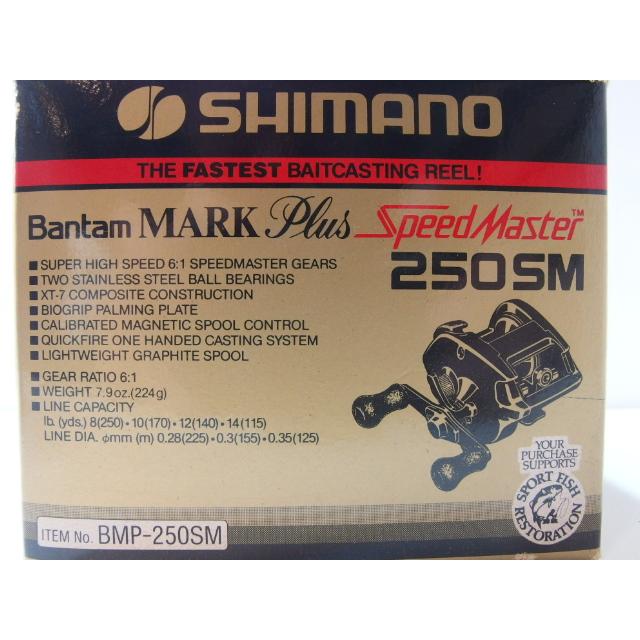 SHIMANO
THE FASTEST BAITCASTING REEL!
Bantam MARK Plus SpeedMaster™
250SM
■ SUPER HIGH SPEED 6:1 SPEEDMASTER GEARS
■ TWO STAINLESS STEEL BALL BEARINGS
■ XT-7 COMPOSITE CONSTRUCTION
■ BIOGRIP PALMING PLATE
■ CALIBRATED MAGNETIC SPOOL CONTROL
■ QUICKFIRE ONE HANDED CASTING SYSTEM
■ LIGHTWEIGHT GRAPHITE SPOOL
■ GEAR RATIO 6:1
■ WEIGHT 7.9oz.(224g)
■ LINE CAPACITY
lb. (yds.) 8(250)•10(170)•12(140)•14(115)
LINE DIA. φmm (m) 0.28(225)•0.3(155)•0.35(125)
YOUR
PURCHASE
SUPPORTS
SPORT FISH
RESTORATION
ITEM No. BMP-250SM